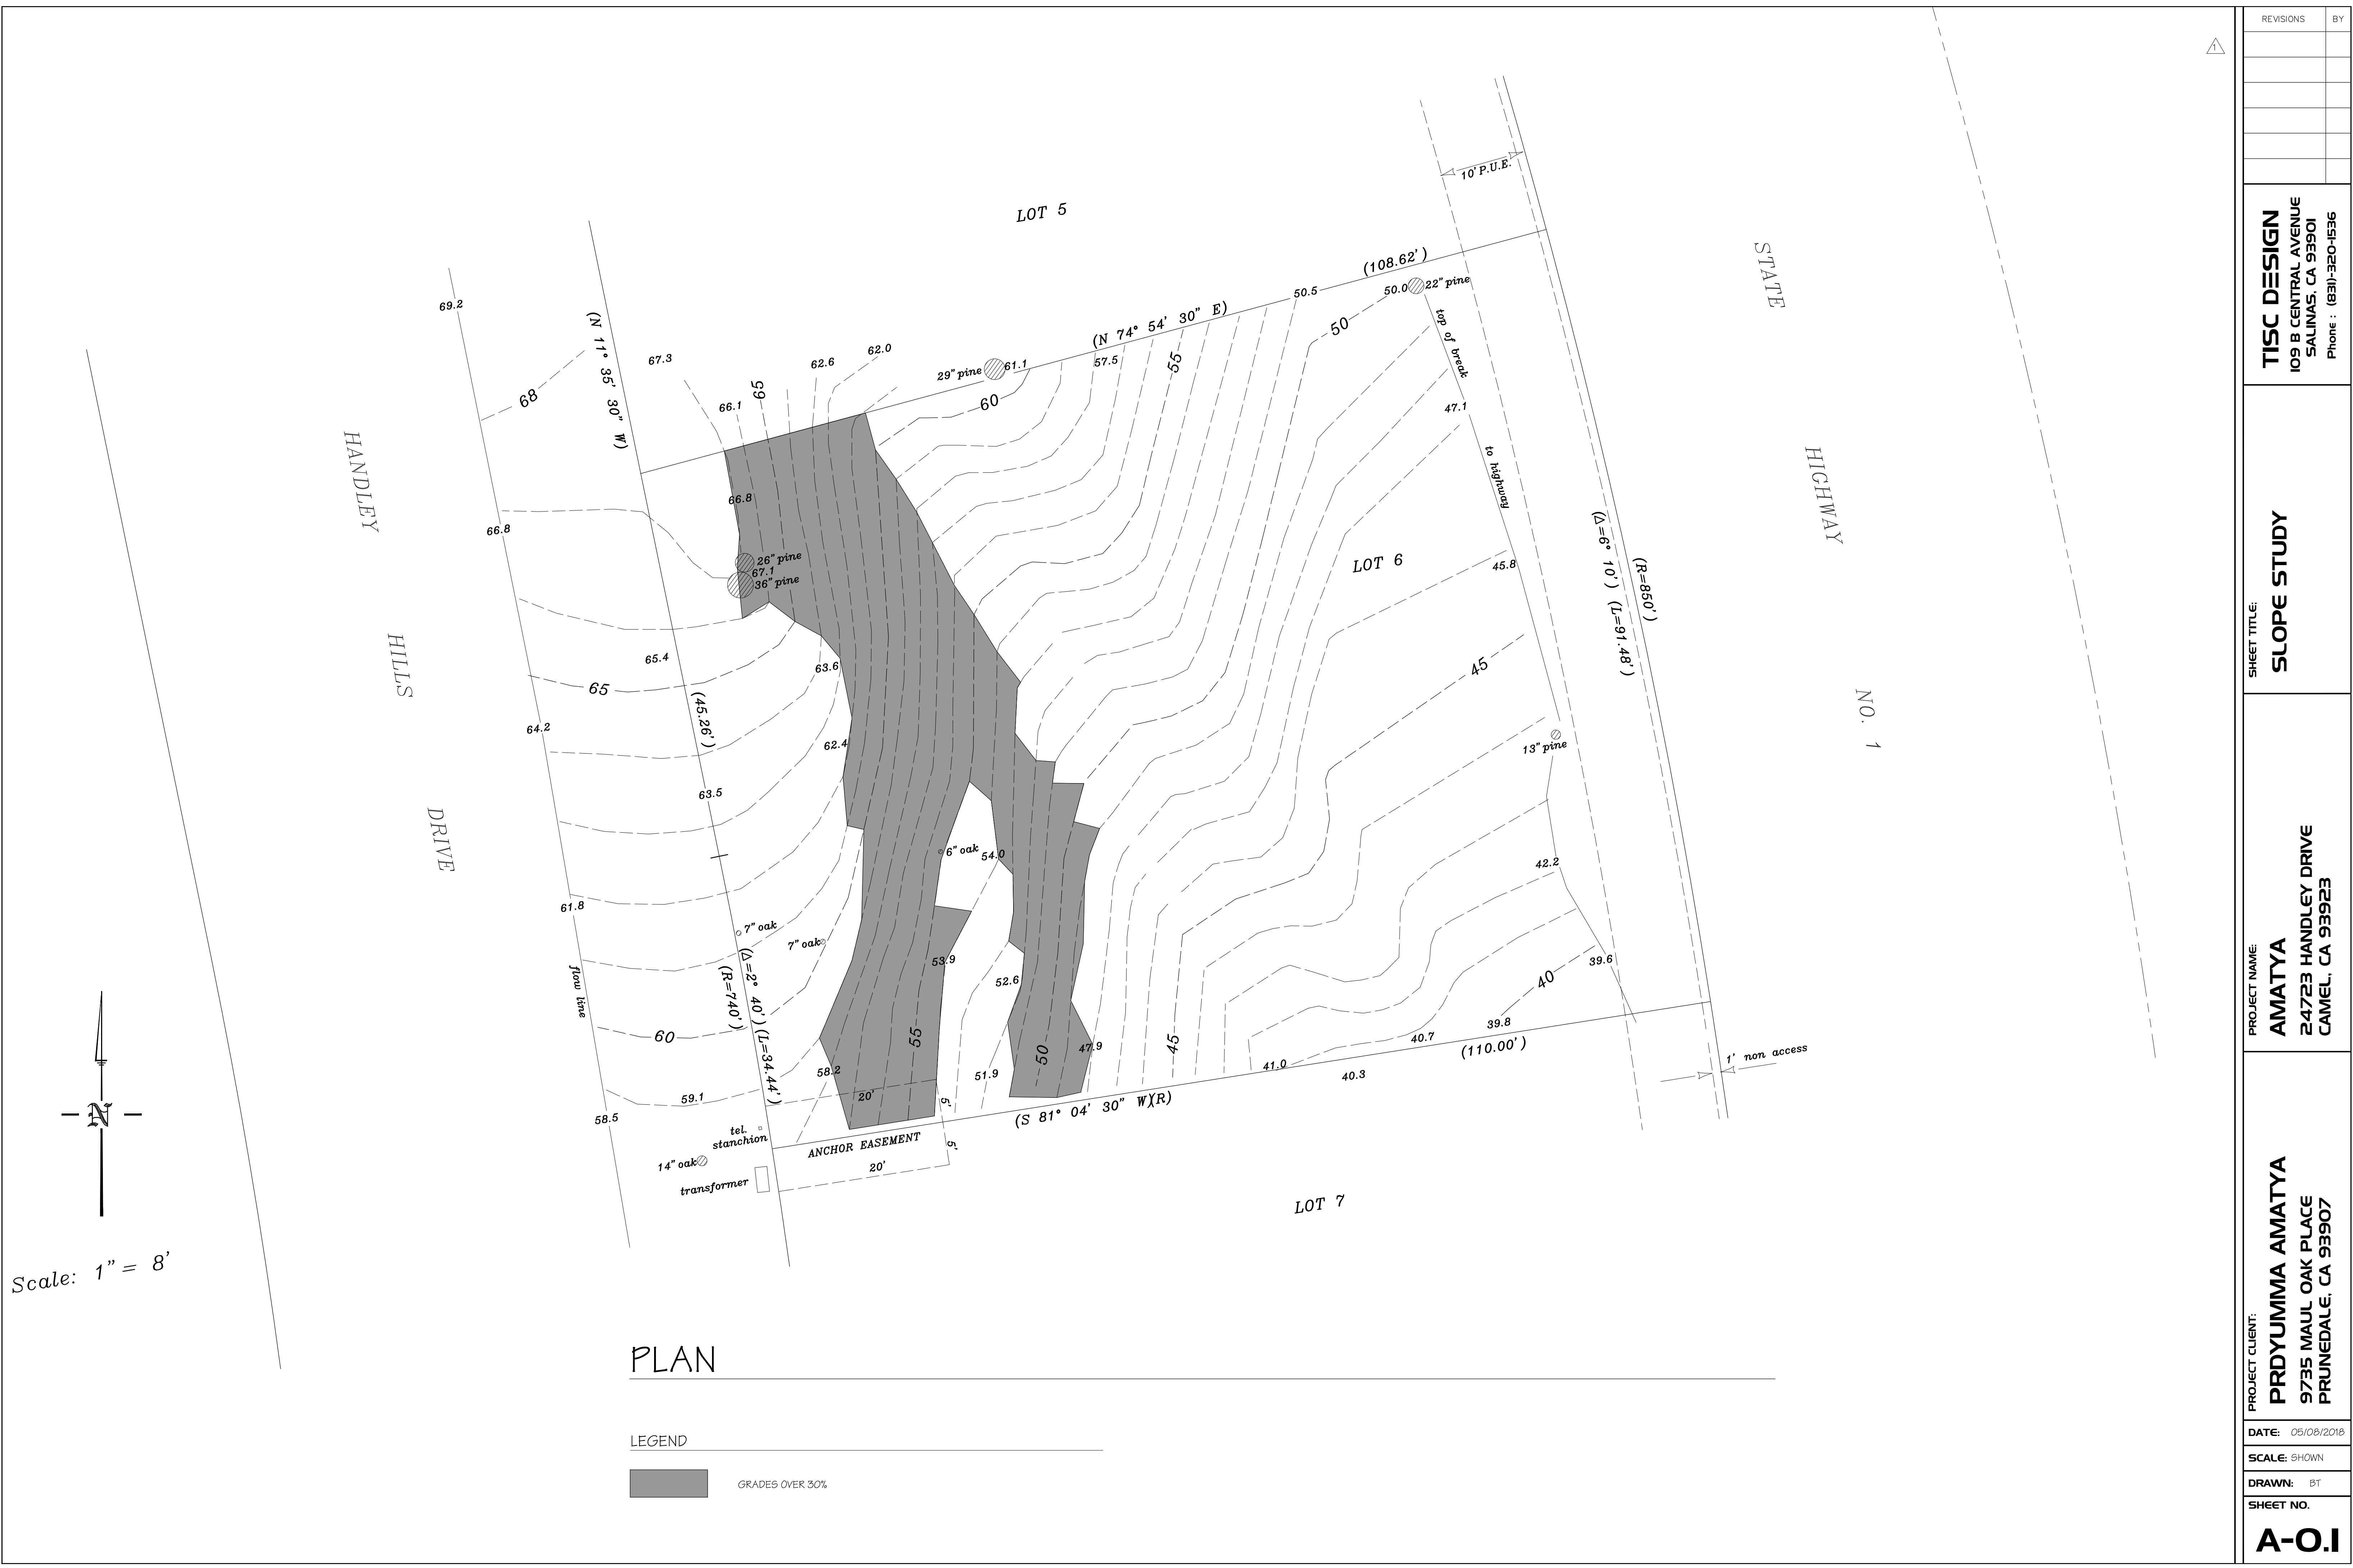 REVISIONS BY
1
TISC DESIGN
109 B CENTRAL AVENUE
SALINAS, CA 93901
Phone : (831)-320-1536
SHEET TITLE:
SLOPE STUDY
PROJECT NAME:
AMATYA
24723 HANDLEY DRIVE
CAMEL, CA 93923
PROJECT CLIENT:
PRDYUMMA AMATYA
9735 MAUL OAK PLACE
PRUNEDALE, CA 93907
DATE: 05/08/2018
SCALE: SHOWN
DRAWN: BT
SHEET NO.
A-0.1
LOT 5
10' P.U.E.
STATE
HIGHWAY
NO. 1
(108.62')
(N 74° 54' 30" E)
50.5
50.0
22" pine
50
top of break
to highway
47.1
45.8
69.2
68
(N 11° 35' 30" W)
67.3
62.6
62.0
65
66.1
29" pine
61.1
60
57.5
55
HANDLEY
HILLS
DRIVE
66.8
66.8
26" pine
67.1
36" pine
LOT 6
(Δ=6° 10') (L=91.48')
(R=850')
65.4
65
63.6
(45.26')
64.2
62.4
45
13" pine
63.5
6" oak
54.0
42.2
61.8
7" oak
7" oak
flow line
(R=740')
(Δ=2° 40') (L=34.44')
53.9
52.6
39.6
40
60
55
50
45
47.9
39.8
40.7
(110.00')
41.0
40.3
1' non access
58.2
51.9
59.1
20'
5'
58.5
(S 81° 04' 30" W)(R)
tel.
stanchion
ANCHOR EASEMENT
5'
14" oak
20'
transformer
LOT 7
N
Scale: 1" = 8'
PLAN
LEGEND
GRADES OVER 30%